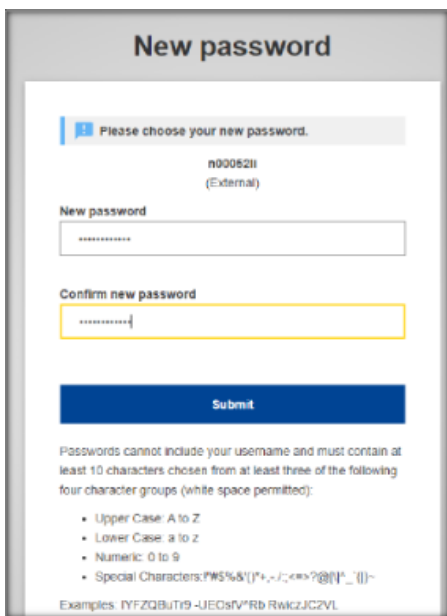 New password
Please choose your new password.
n00052li
(External)
New password
••••••••••••
Confirm new password
••••••••••••
Submit
Passwords cannot include your username and must contain at
least 10 characters chosen from at least three of the following
four character groups (white space permitted):
• Upper Case: A to Z
• Lower Case: a to z
• Numeric: 0 to 9
• Special Characters:
Examples: